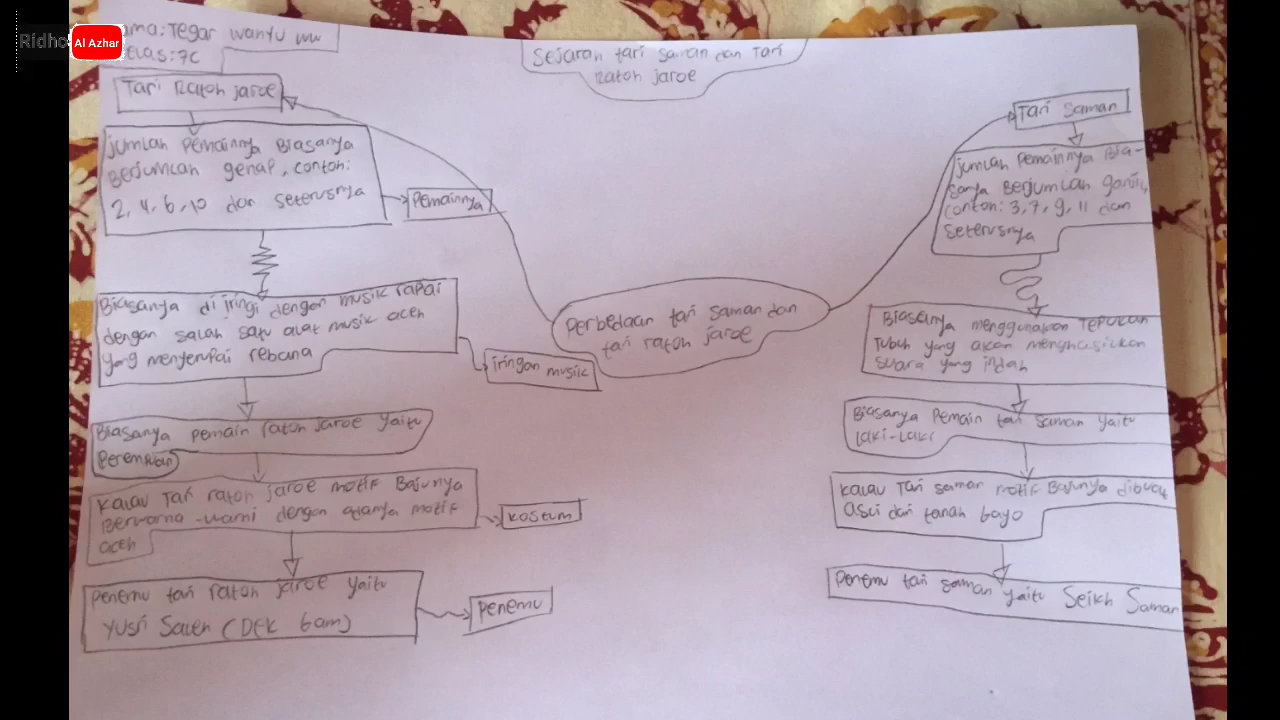 Ridho
Al Azhar
ama: Tegar wahyu ww
elas: 7C
Sejarah tari saman dan Tari
Ratoh jaroe
Tari Ratoh jaroe
jumlah Pemainnya Biasanya
Berjumlah genap, contoh:
2, 4, 6, 10 dan seterusnya
Pemainnya
Biasanya di iringi dengan musik rapai
dengan salah satu alat musik aceh
yang menyerupai rebana
iringan musik
Biasanya pemain ratoh jaroe yaitu
Perempuan
Kalau Tari ratoh jaroe motif Bajunya
Berwarna-warni dengan motif
aceh
Kostum
Penemu tari ratoh jaroe yaitu
Yusri Saleh (DEK Gam)
Penemu
Perbedaan tari saman dan
tari ratoh jaroe
Tari Saman
jumlah Pemainnya Bia-
sanya Berjumlah ganjil,
contoh: 3, 7, 9, 11 dan
seterusnya
Biasanya menggunakan TEPUKAN
Tubuh yang akan menghasilkan
suara yang indah
Biasanya Pemain tari saman yaitu
Laki-Laki
Kalau Tari saman motif Bajunya dibuat
asli dari tanah gayo
Penemu tari saman yaitu Seikh Saman